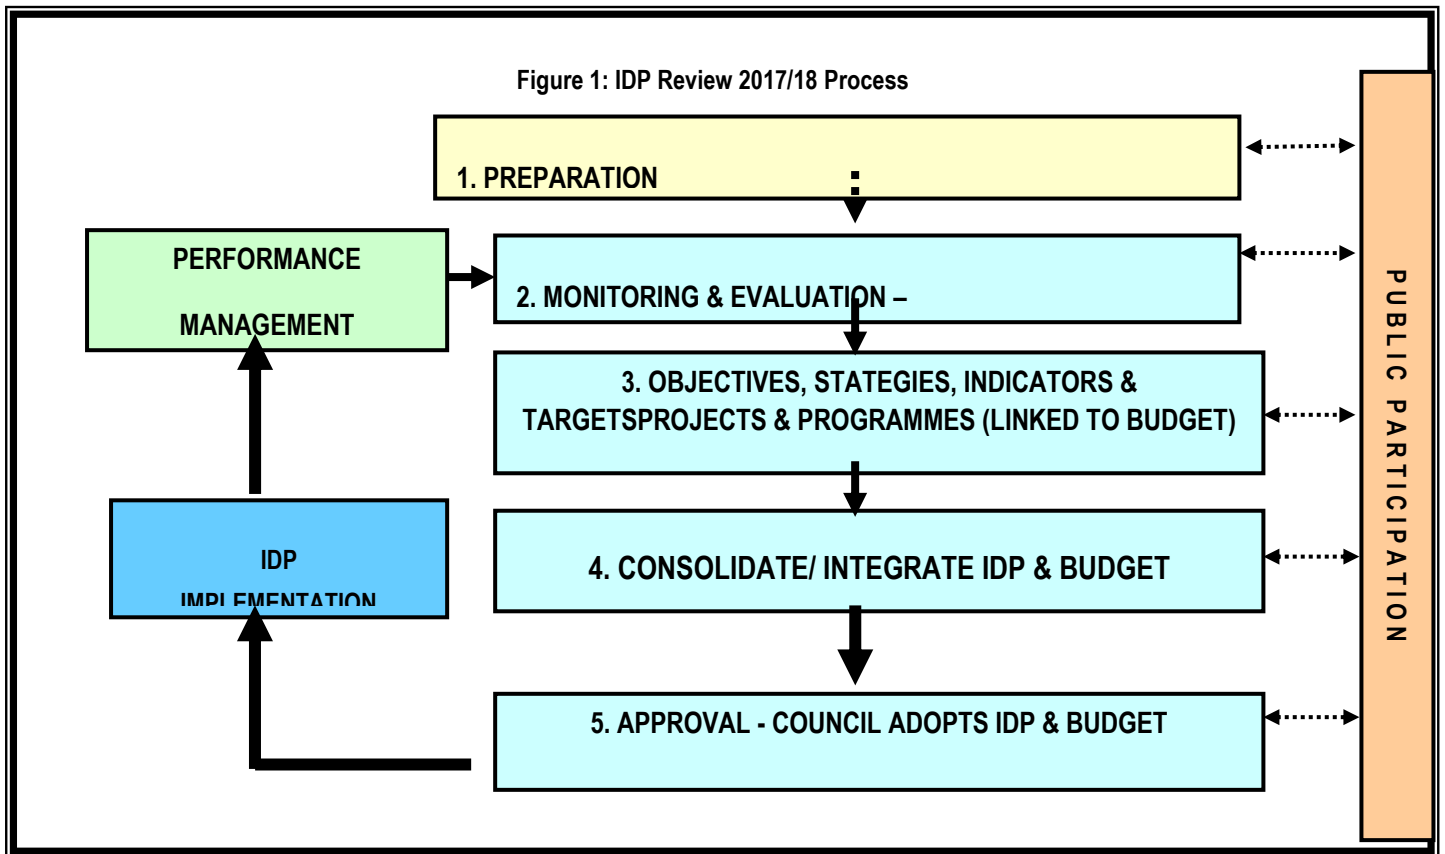 Figure 1: IDP Review 2017/18 Process
1. PREPARATION
PERFORMANCE
MANAGEMENT
2. MONITORING & EVALUATION –
3. OBJECTIVES, STATEGIES, INDICATORS &
TARGETSPROJECTS & PROGRAMMES (LINKED TO BUDGET)
IDP
IMPLEMENTATION
4. CONSOLIDATE/ INTEGRATE IDP & BUDGET
5. APPROVAL - COUNCIL ADOPTS IDP & BUDGET
PUBLIC PARTICIPATION